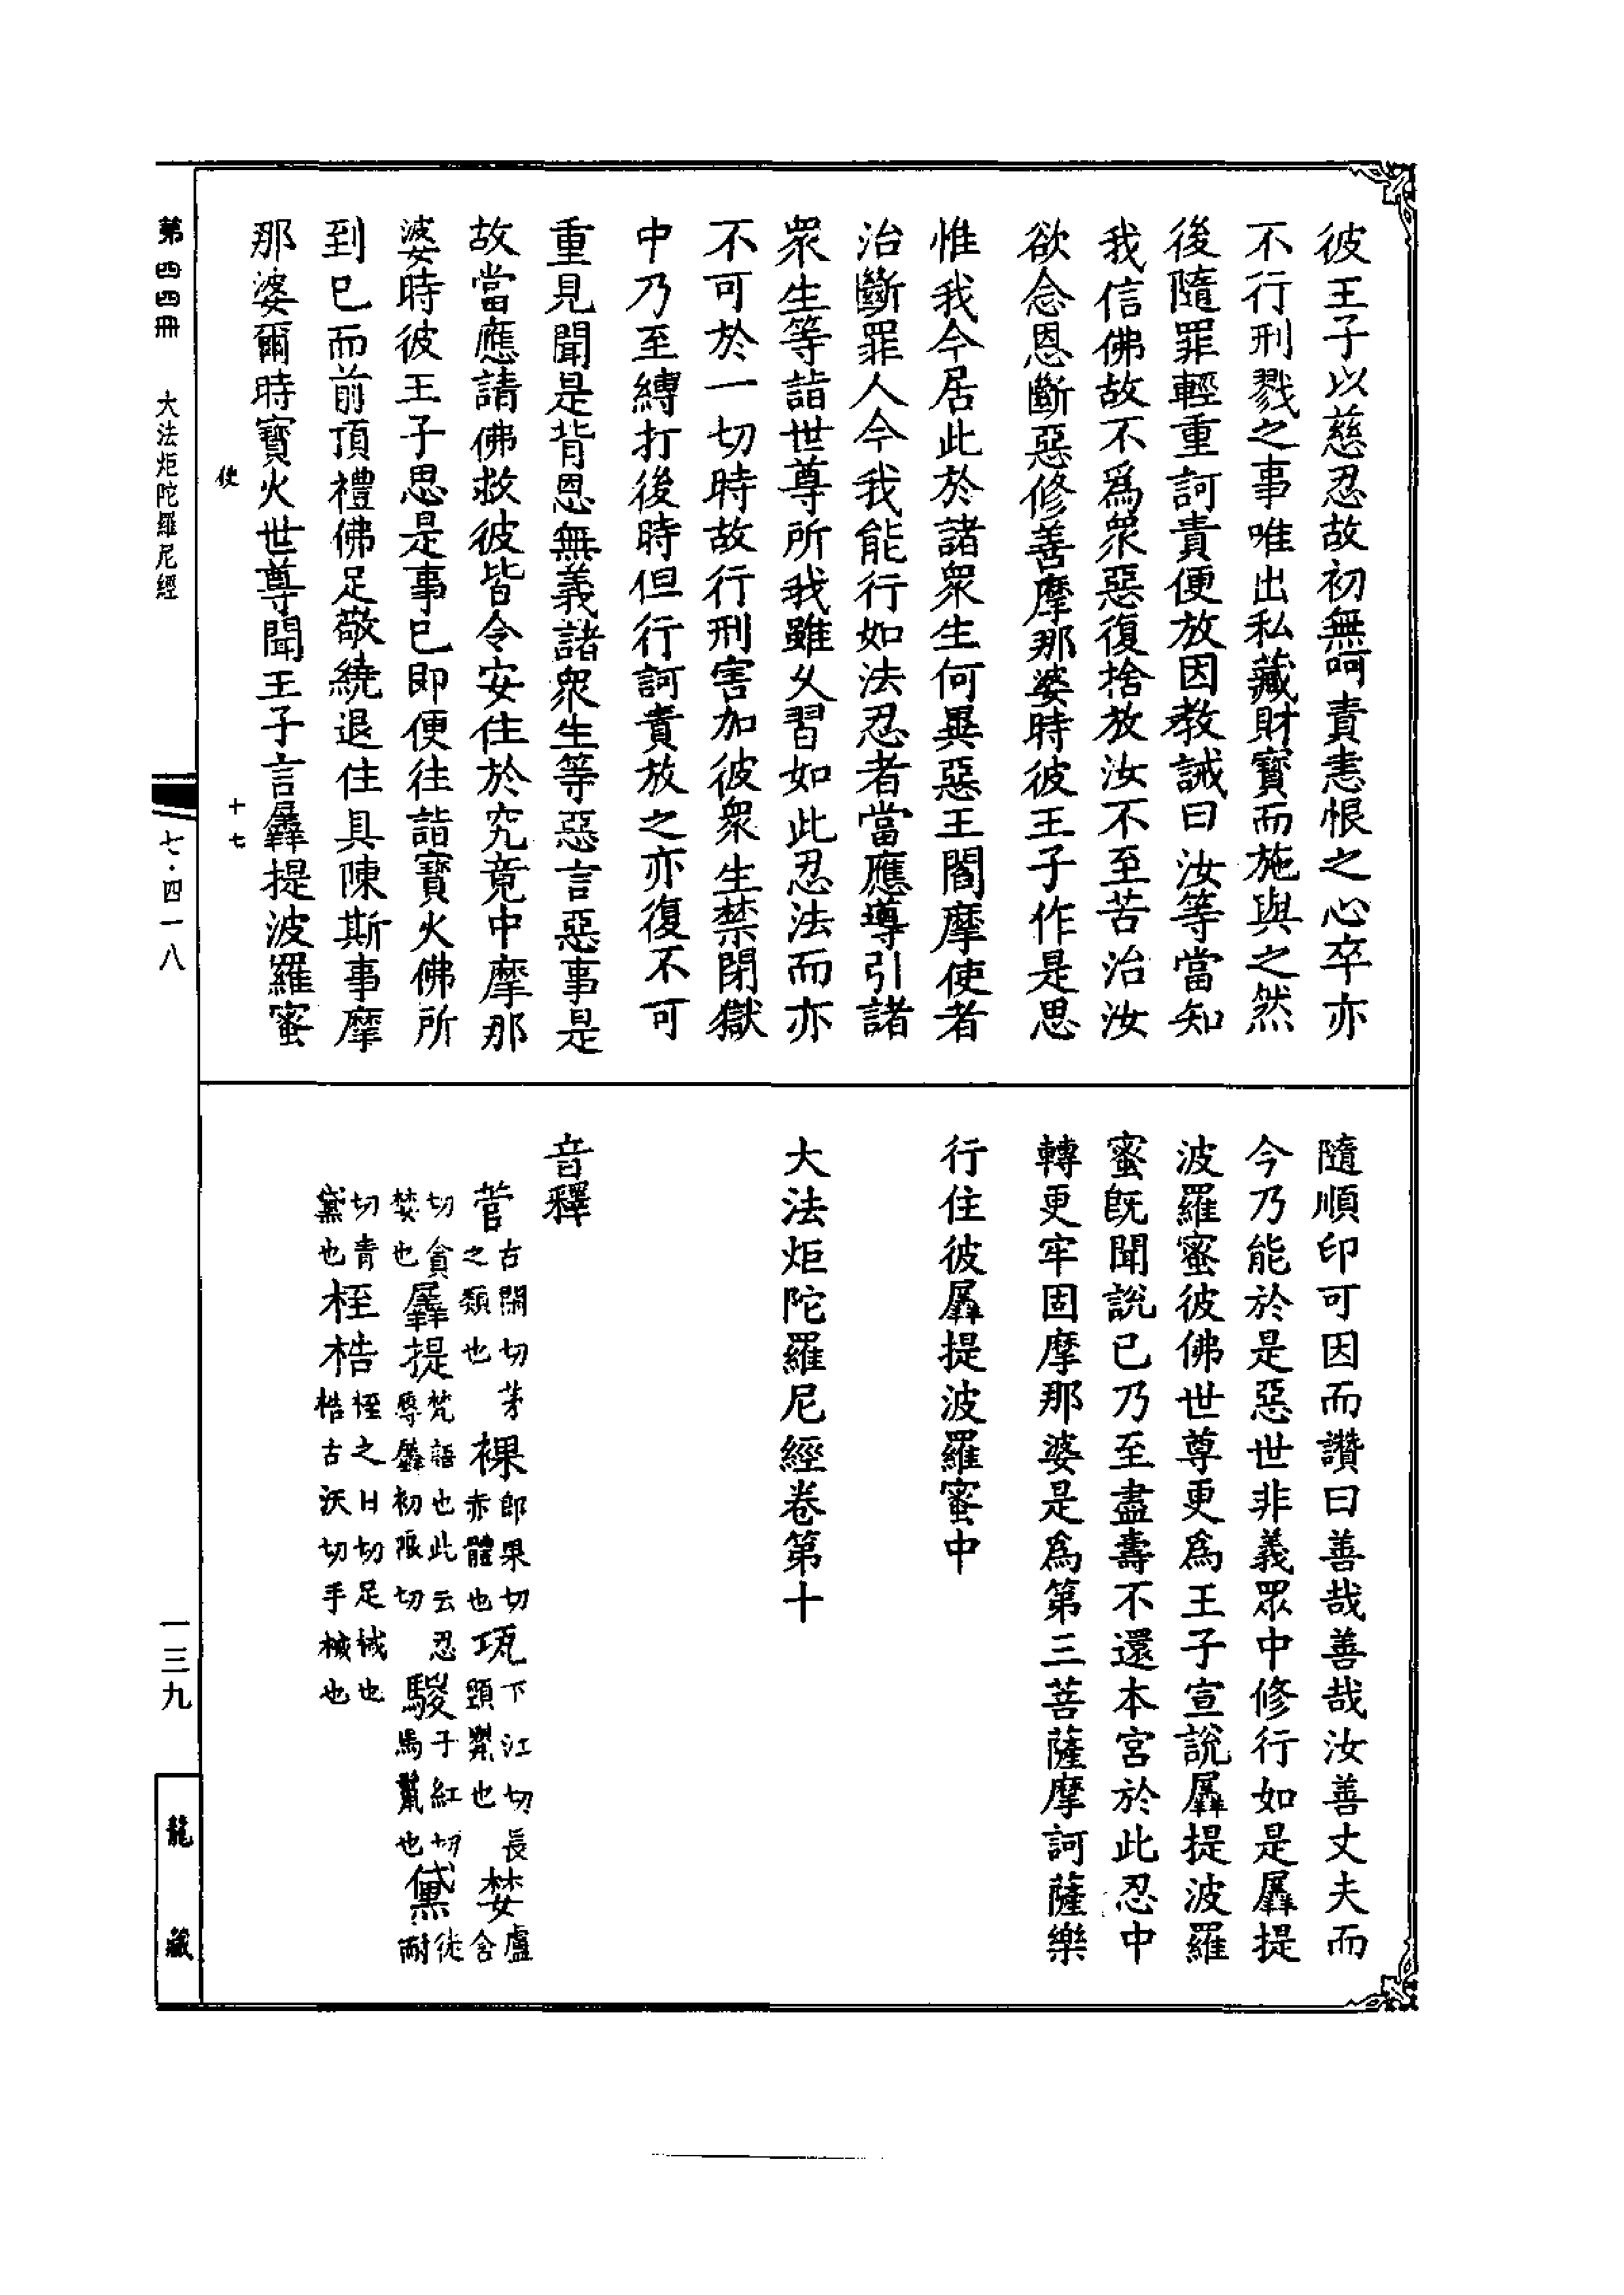 彼王子以慈忍故初無呵責恚恨之心卒亦
不行刑戮之事唯出私藏財寶而施與之然
後隨罪輕重訶責便放因教誡曰汝等當知
我信佛故不爲衆惡復捨放汝不至苦治汝
欲念恩斷惡修善摩那婆時彼王子作是思
惟我今居此於諸衆生何異惡王閻摩使者
治斷罪人今我能行如法忍者當應導引諸
衆生等詣世尊所我雖久習如此忍法而亦
不可於一切時故行刑害加彼衆生禁閉獄
中乃至縛打後時但行訶責放之亦復不可
重見聞是背恩無義諸衆生等惡言惡事是
故當應請佛救彼皆令安住於究竟中摩那
婆時彼王子思是事已即便往詣寶火佛所
到已而前頂禮佛足敬繞退住具陳斯事摩
那婆爾時寶火世尊聞王子言羼提波羅蜜
使 十七
隨順印可因而讚曰善哉善哉汝善丈夫而
今乃能於是惡世非義眾中修行如是羼提
波羅蜜彼佛世尊更爲王子宣說羼提波羅
蜜旣聞說已乃至盡壽不還本宮於此忍中
轉更牢固摩那婆是爲第三菩薩摩訶薩樂
行住彼羼提波羅蜜中
大法炬陀羅尼經卷第十
音釋
菅古閑切茅之類也 裸郎果切赤體也 㼚下江切長頸甖也 婪盧含
切貪婪也 羼提梵語也此云忍辱羼初限切 騣子紅切馬鬣也 黛徒耐
切青黛也 桎梏桎之日切足械也梏古沃切手械也
第四四冊 大法炬陀羅尼經 七·四一八 一三九 龍藏